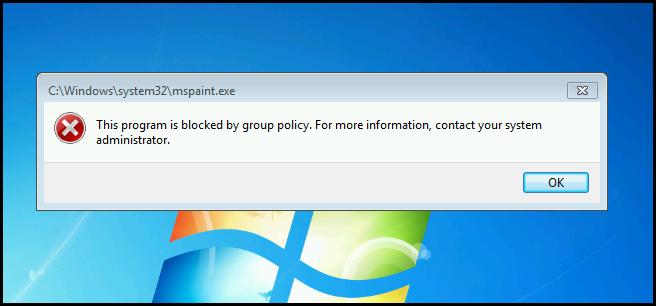 C:\Windows\system32\mspaint.exe
This program is blocked by group policy. For more information, contact your system
administrator.
OK